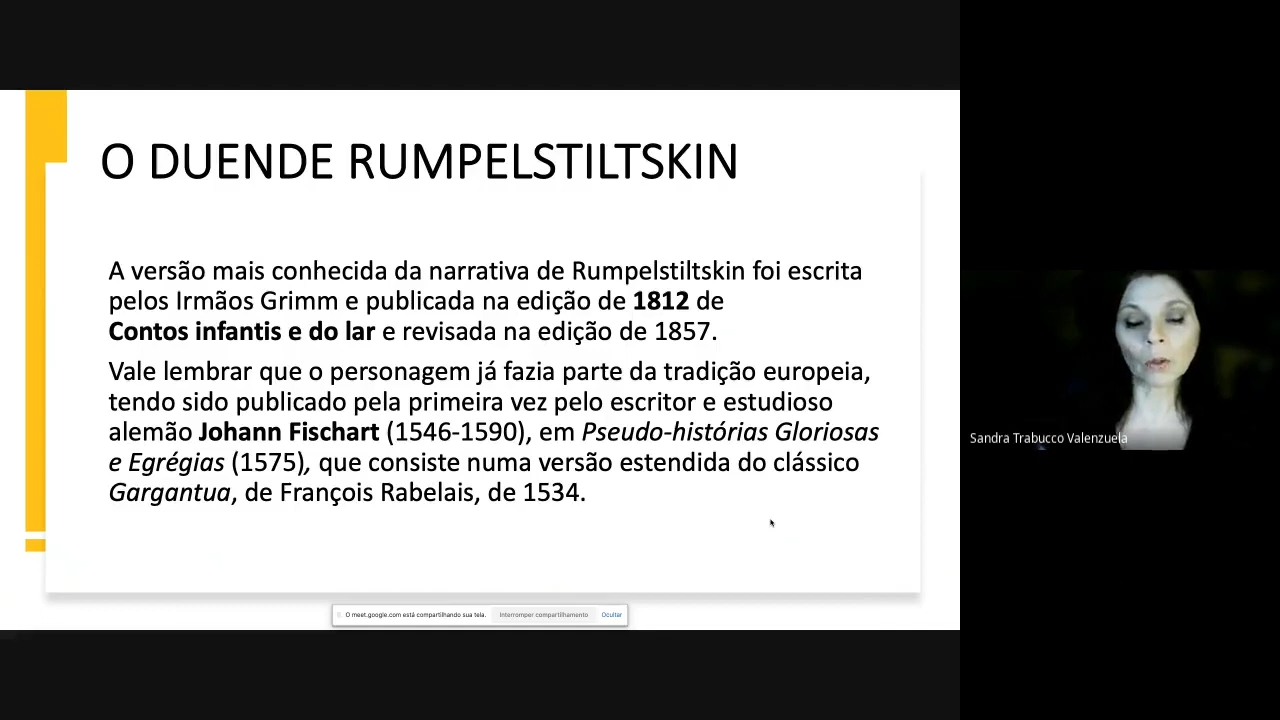 O DUENDE RUMPELSTILTSKIN
A versão mais conhecida da narrativa de Rumpelstiltskin foi escrita
pelos Irmãos Grimm e publicada na edição de 1812 de
Contos infantis e do lar e revisada na edição de 1857.
Vale lembrar que o personagem já fazia parte da tradição europeia,
tendo sido publicado pela primeira vez pelo escritor e estudioso
alemão Johann Fischart (1546-1590), em Pseudo-histórias Gloriosas
e Egrégias (1575), que consiste numa versão estendida do clássico
Gargantua, de François Rabelais, de 1534.
O meet.google.com está compartilhando sua tela. Interromper compartilhamento Ocultar
Sandra Trabucco Valenzuela